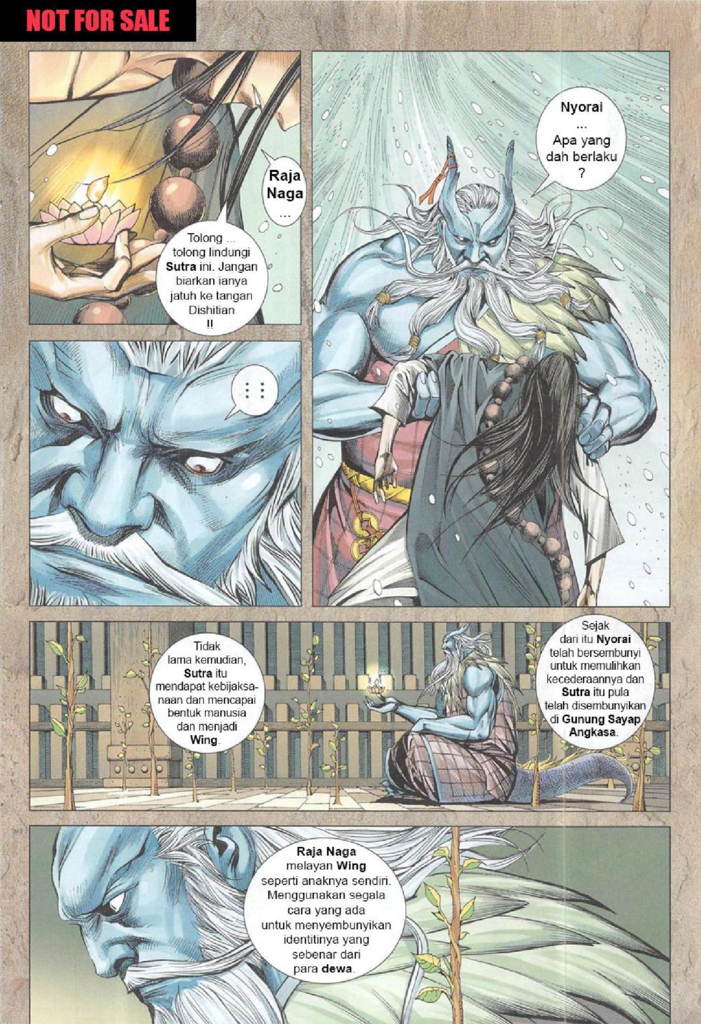 NOT FOR SALE
Raja
Naga
...
Tolong ...
tolong lindungi
Sutra ini. Jangan
biarkan ianya
jatuh ke tangan
Dishitian
!!
Nyorai
...
Apa yang
dah berlaku
?
⋮⋮
Tidak
lama kemudian,
Sutra itu
mendapat kebijaksa-
naan dan mencapai
bentuk manusia
dan menjadi
Wing.
Sejak
dari itu Nyorai
telah bersembunyi
untuk memulihkan
kecederaannya dan
Sutra itu pula
telah disembunyikan
di Gunung Sayap
Angkasa.
Raja Naga
melayan Wing
seperti anaknya sendiri.
Menggunakan segala
cara yang ada
untuk menyembunyikan
identitinya yang
sebenar dari
para dewa.